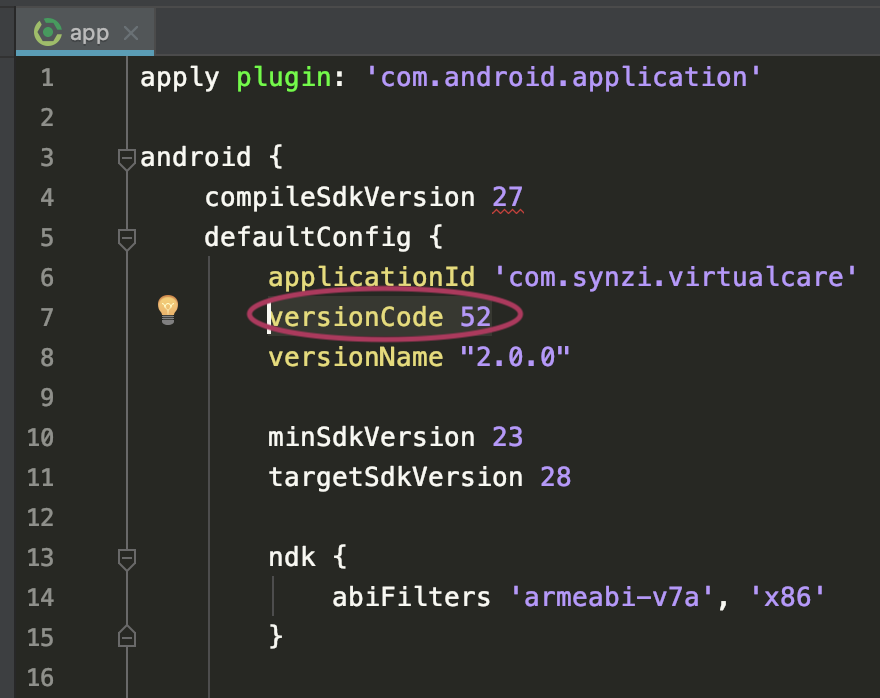 app
1 apply plugin: 'com.android.application'
2
3 android {
4 compileSdkVersion 27
5 defaultConfig {
6 applicationId 'com.synzi.virtualcare'
7 versionCode 52
8 versionName "2.0.0"
9
10 minSdkVersion 23
11 targetSdkVersion 28
12
13 ndk {
14 abiFilters 'armeabi-v7a', 'x86'
15 }
16